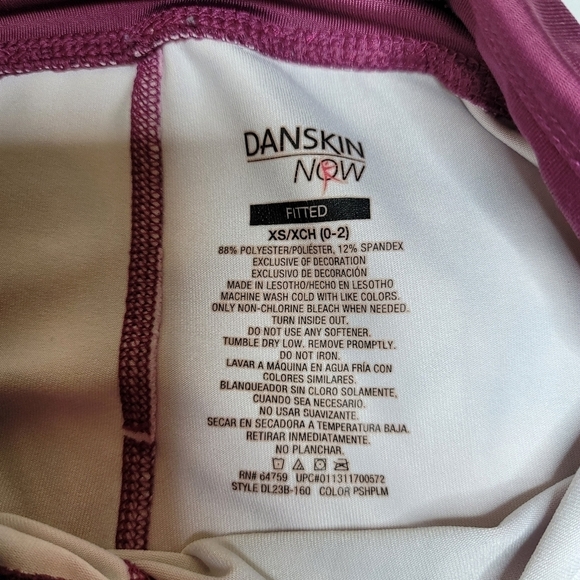 DANSKIN
NOW
FITTED
XS/XCH (0-2)
88% POLYESTER/POLIÉSTER, 12% SPANDEX
EXCLUSIVE OF DECORATION
EXCLUSIVO DE DECORACIÓN
MADE IN LESOTHO/HECHO EN LESOTHO
MACHINE WASH COLD WITH LIKE COLORS.
ONLY NON-CHLORINE BLEACH WHEN NEEDED.
TURN INSIDE OUT.
DO NOT USE ANY SOFTENER.
TUMBLE DRY LOW. REMOVE PROMPTLY.
DO NOT IRON.
LAVAR A MÁQUINA EN AGUA FRÍA CON
COLORES SIMILARES.
BLANQUEADOR SIN CLORO SOLAMENTE,
CUANDO SEA NECESARIO.
NO USAR SUAVIZANTE.
SECAR EN SECADORA A TEMPERATURA BAJA.
RETIRAR INMEDIATAMENTE.
NO PLANCHAR.
RN# 64759 UPC#011311700572
STYLE DL23B-160 COLOR PSHPLM